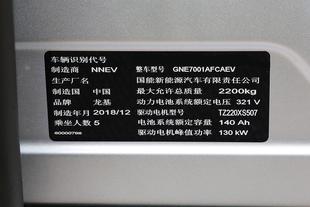 车辆识别代号
制造商 NNEV 整车型号 GNE7001AFCAEV
国能新能源汽车有限责任公司
制造国 中国 最大允许总质量 2200kg
品牌 龙基 动力电池系统额定电压 321 V
制造年月 2018/12 驱动电机型号 TZ220XS507
乘坐人数 5 电池系统额定容量 140 Ah
60000798 驱动电机峰值功率 130 kW